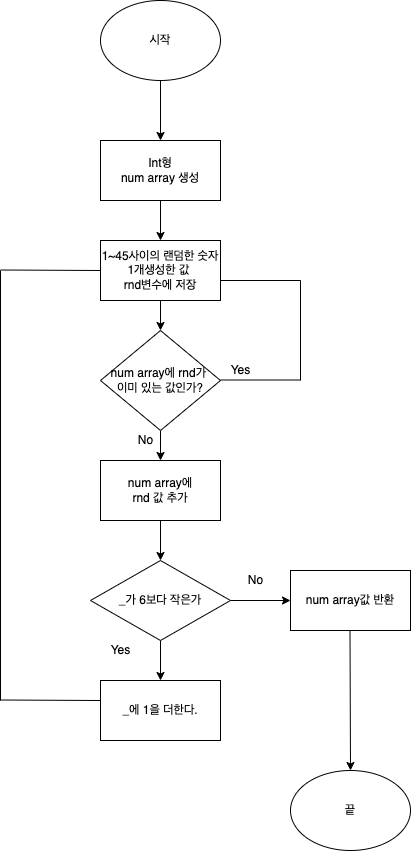 시작
Int형
num array 생성
1~45사이의 랜덤한 숫자
1개생성한 값
rnd변수에 저장
num array에 rnd가
이미 있는 값인가?
Yes
No
num array에
rnd 값 추가
_가 6보다 작은가
No
num array값 반환
Yes
_에 1을 더한다.
끝